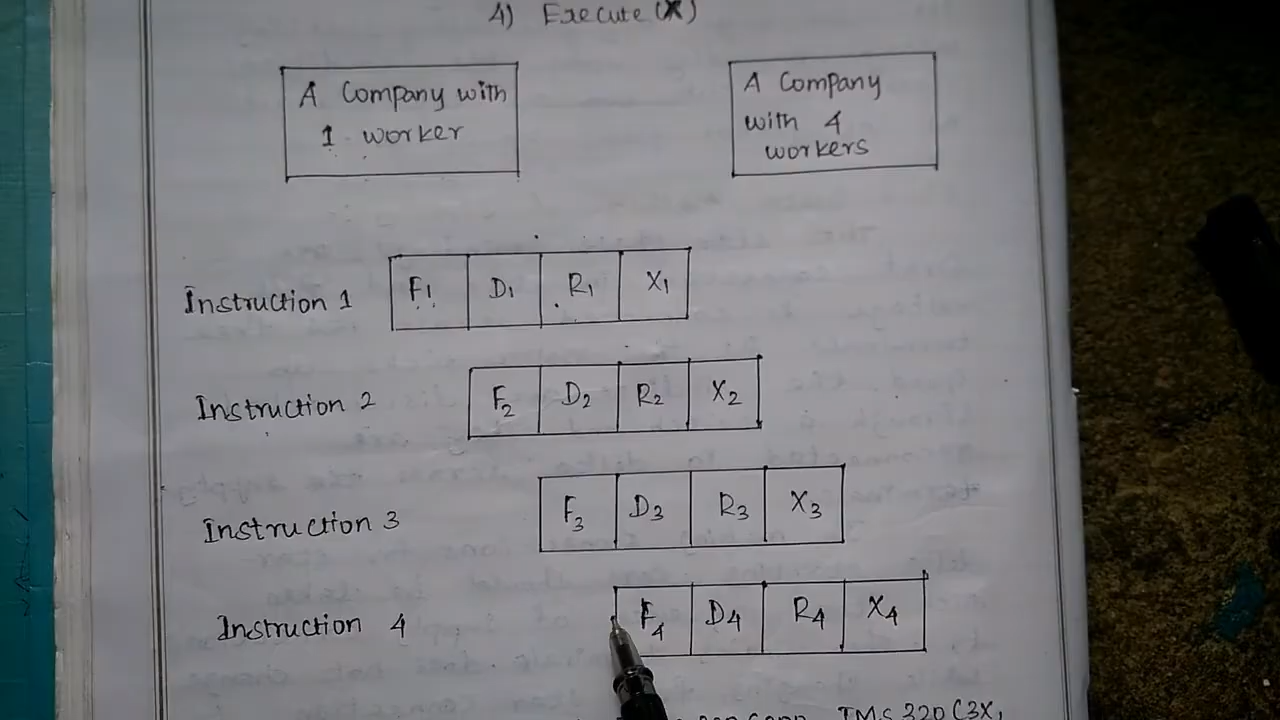 4) Execute (X)
A Company with
1 worker
A Company
with 4
workers
Instruction 1 F1 D1 R1 X1
Instruction 2 F2 D2 R2 X2
Instruction 3 F3 D3 R3 X3
Instruction 4 F4 D4 R4 X4
TMS 320 C3X,